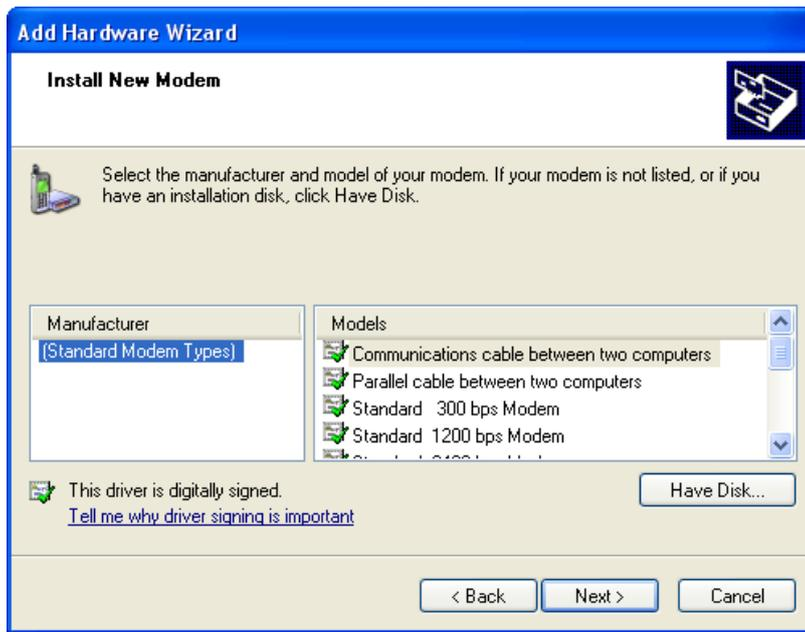 Add Hardware Wizard
Install New Modem
Select the manufacturer and model of your modem. If your modem is not listed, or if you
have an installation disk, click Have Disk.
Manufacturer
(Standard Modem Types)
Models
Communications cable between two computers
Parallel cable between two computers
Standard 300 bps Modem
Standard 1200 bps Modem
This driver is digitally signed.
Tell me why driver signing is important
Have Disk...
< Back
Next >
Cancel